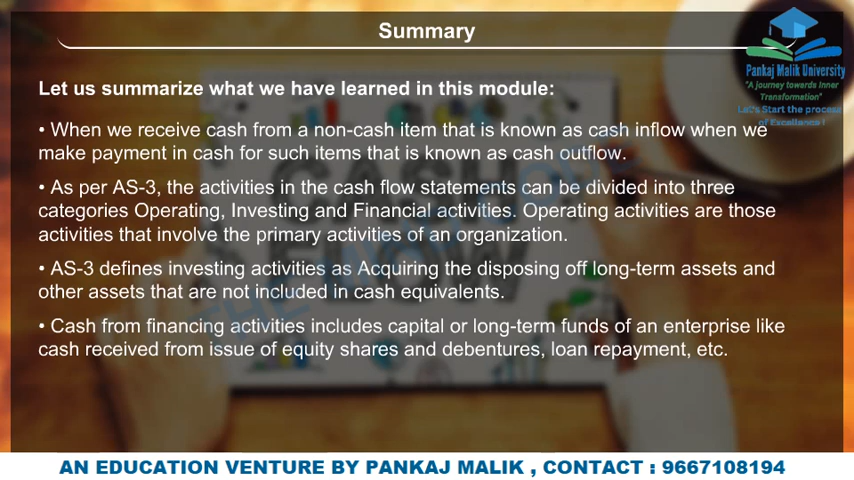 Summary
Pankaj Malik University
"A journey towards Inner
Transformation"
Let's Start the process
of Excellence !
Let us summarize what we have learned in this module:
• When we receive cash from a non-cash item that is known as cash inflow when we
make payment in cash for such items that is known as cash outflow.
• As per AS-3, the activities in the cash flow statements can be divided into three
categories Operating, Investing and Financial activities. Operating activities are those
activities that involve the primary activities of an organization.
• AS-3 defines investing activities as Acquiring the disposing off long-term assets and
other assets that are not included in cash equivalents.
• Cash from financing activities includes capital or long-term funds of an enterprise like
cash received from issue of equity shares and debentures, loan repayment, etc.
AN EDUCATION VENTURE BY PANKAJ MALIK , CONTACT : 9667108194